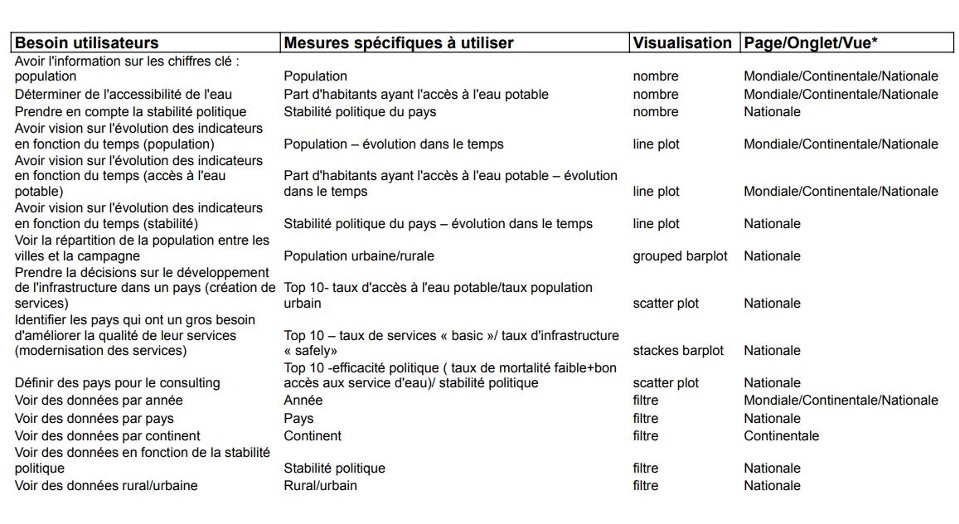 Besoin utilisateurs Mesures spécifiques à utiliser Visualisation Page/Onglet/Vue*
Avoir l'information sur les chiffres clé :
population Population nombre Mondiale/Continentale/Nationale
Déterminer de l'accessibilité de l'eau Part d'habitants ayant l'accès à l'eau potable nombre Mondiale/Continentale/Nationale
Prendre en compte la stabilité politique Stabilité politique du pays nombre Nationale
Avoir vision sur l'évolution des indicateurs
en fonction du temps (population) Population – évolution dans le temps line plot Mondiale/Continentale/Nationale
Avoir vision sur l'évolution des indicateurs
en fonction du temps (accès à l'eau Part d'habitants ayant l'accès à l'eau potable – évolution
potable) dans le temps line plot Mondiale/Continentale/Nationale
Avoir vision sur l'évolution des indicateurs
en fonction du temps (stabilité) Stabilité politique du pays – évolution dans le temps line plot Nationale
Voir la répartition de la population entre les
villes et la campagne Population urbaine/rurale grouped barplot Nationale
Prendre la décisions sur le développement
de l'infrastructure dans un pays (création de Top 10- taux d'accès à l'eau potable/taux population
services) urbain scatter plot Nationale
Identifier les pays qui ont un gros besoin
d'améliorer la qualité de leur services Top 10 – taux de services « basic »/ taux d'infrastructure
(modernisation des services) « safely» stackes barplot Nationale
Top 10 -efficacité politique ( taux de mortalité faible+bon
Définir des pays pour le consulting accès aux service d'eau)/ stabilité politique scatter plot Nationale
Voir des données par année Année filtre Mondiale/Continentale/Nationale
Voir des données par pays Pays filtre Nationale
Voir des données par continent Continent filtre Continentale
Voir des données en fonction de la stabilité
politique Stabilité politique filtre Nationale
Voir des données rural/urbaine Rural/urbain filtre Nationale